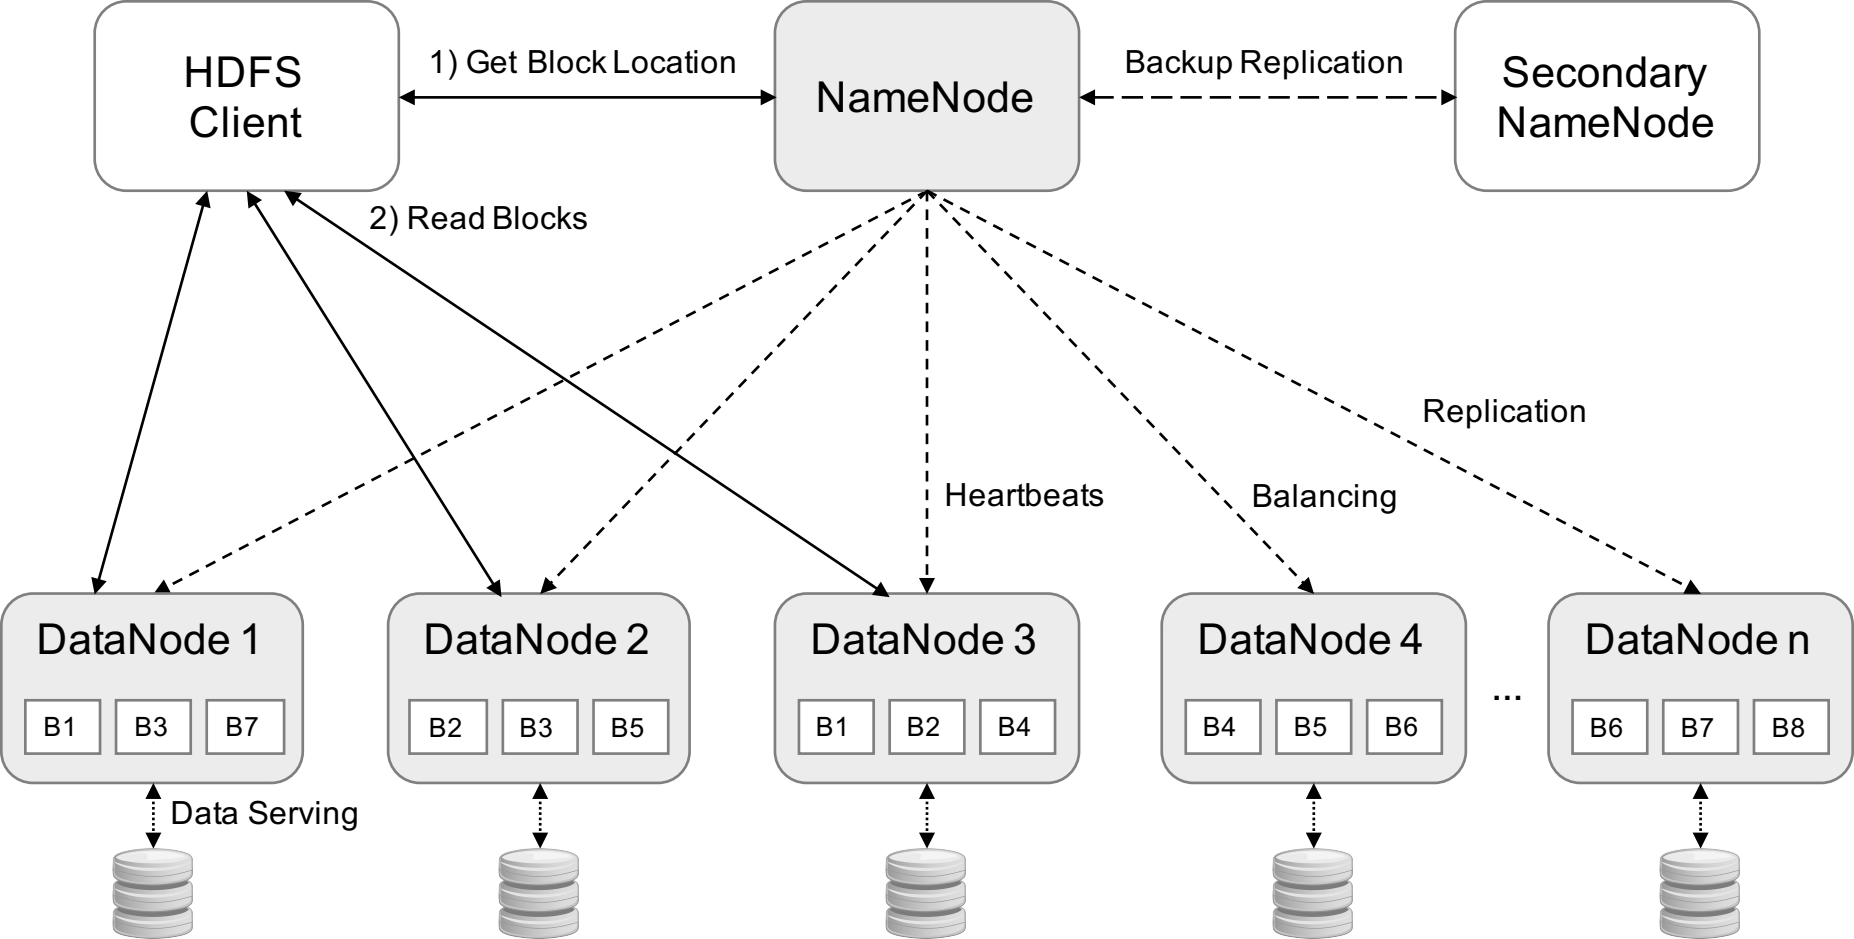 HDFS
Client
1) Get Block Location
NameNode
Backup Replication
Secondary
NameNode
2) Read Blocks
Replication
Heartbeats
Balancing
DataNode 1
B1 B3 B7
DataNode 2
B2 B3 B5
DataNode 3
B1 B2 B4
DataNode 4
B4 B5 B6
...
DataNode n
B6 B7 B8
Data Serving